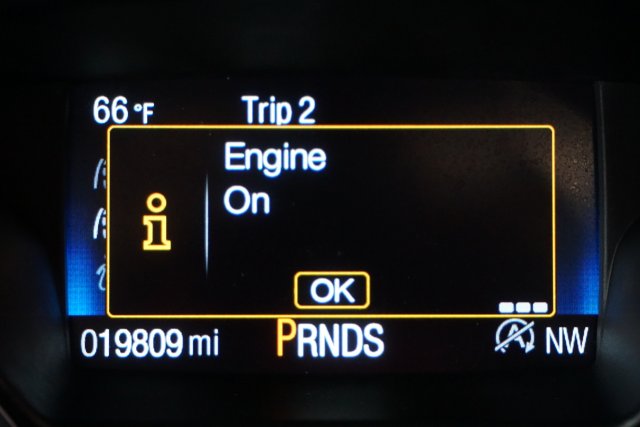 66 °F Trip 2
Engine
On
i
OK
019809 mi PRNDS A NW